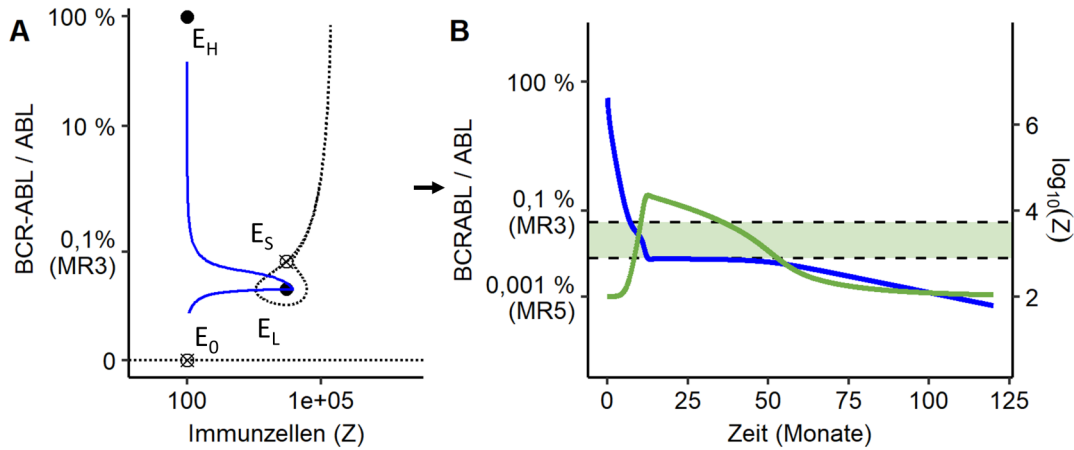 A
BCR-ABL / ABL
100 %
10 %
0,1%
(MR3)
0
E_H
E_S
E_L
E_0
100
1e+05
Immunzellen (Z)
B
BCRABL / ABL
100 %
0,1 %
(MR3)
0,001 %
(MR5)
6
4
2
log₁₀(Z)
0
25
50
75
100
125
Zeit (Monate)